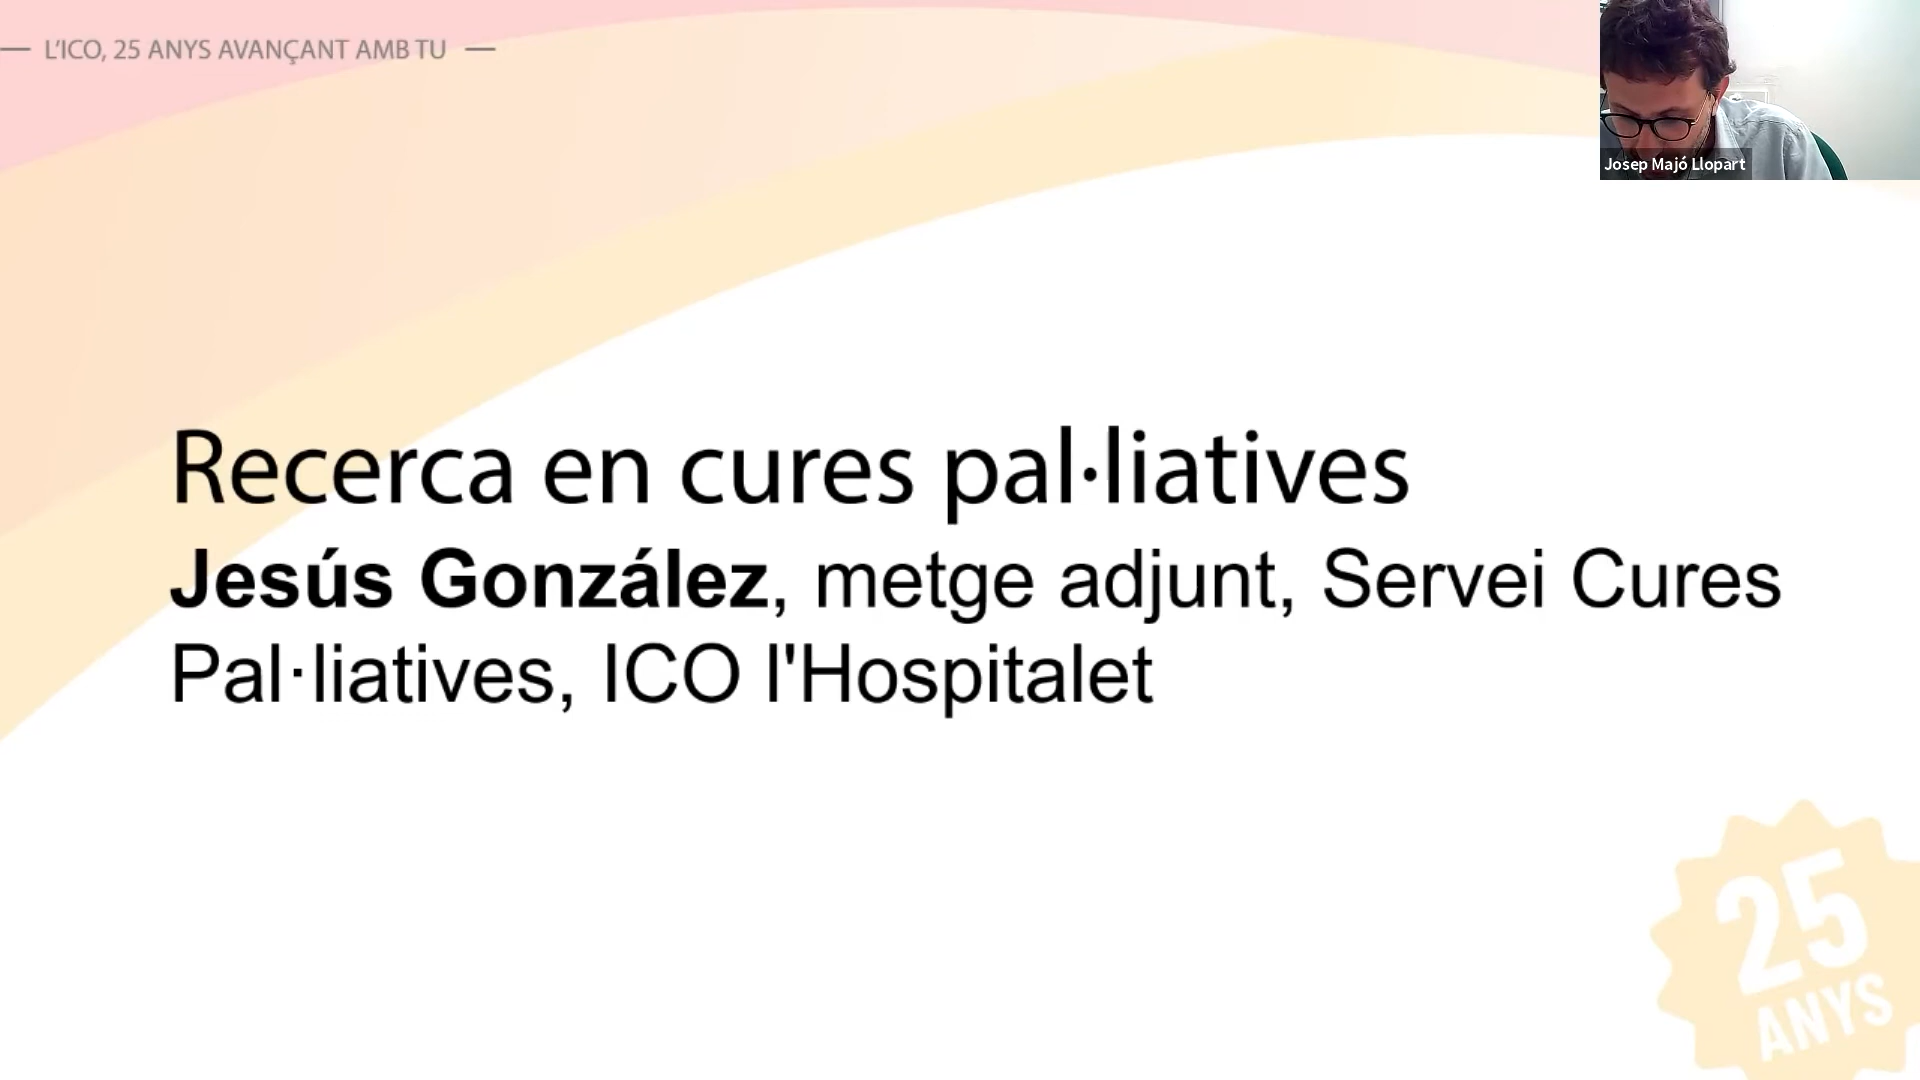 L'ICO, 25 ANYS AVANÇANT AMB TU
Josep Majó Llopart
Recerca en cures pal·liatives
Jesús González, metge adjunt, Servei Cures
Pal·liatives, ICO l'Hospitalet
25
ANYS